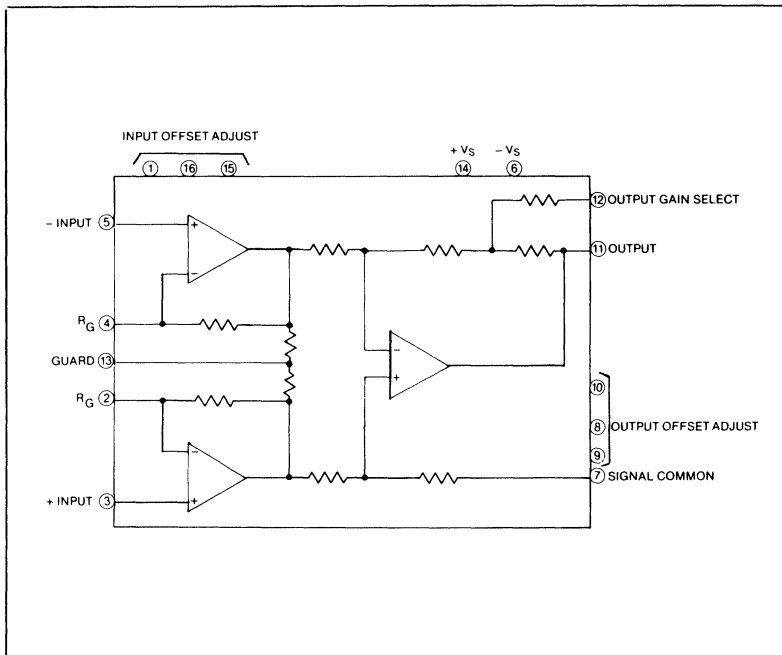 INPUT OFFSET ADJUST
1 16 15
+ VS
14
− VS
6
− INPUT 5
12 OUTPUT GAIN SELECT
11 OUTPUT
RG 4
GUARD 13
RG 2
+ INPUT 3
+
−
−
+
−
+
10
8 OUTPUT OFFSET ADJUST
9
7 SIGNAL COMMON